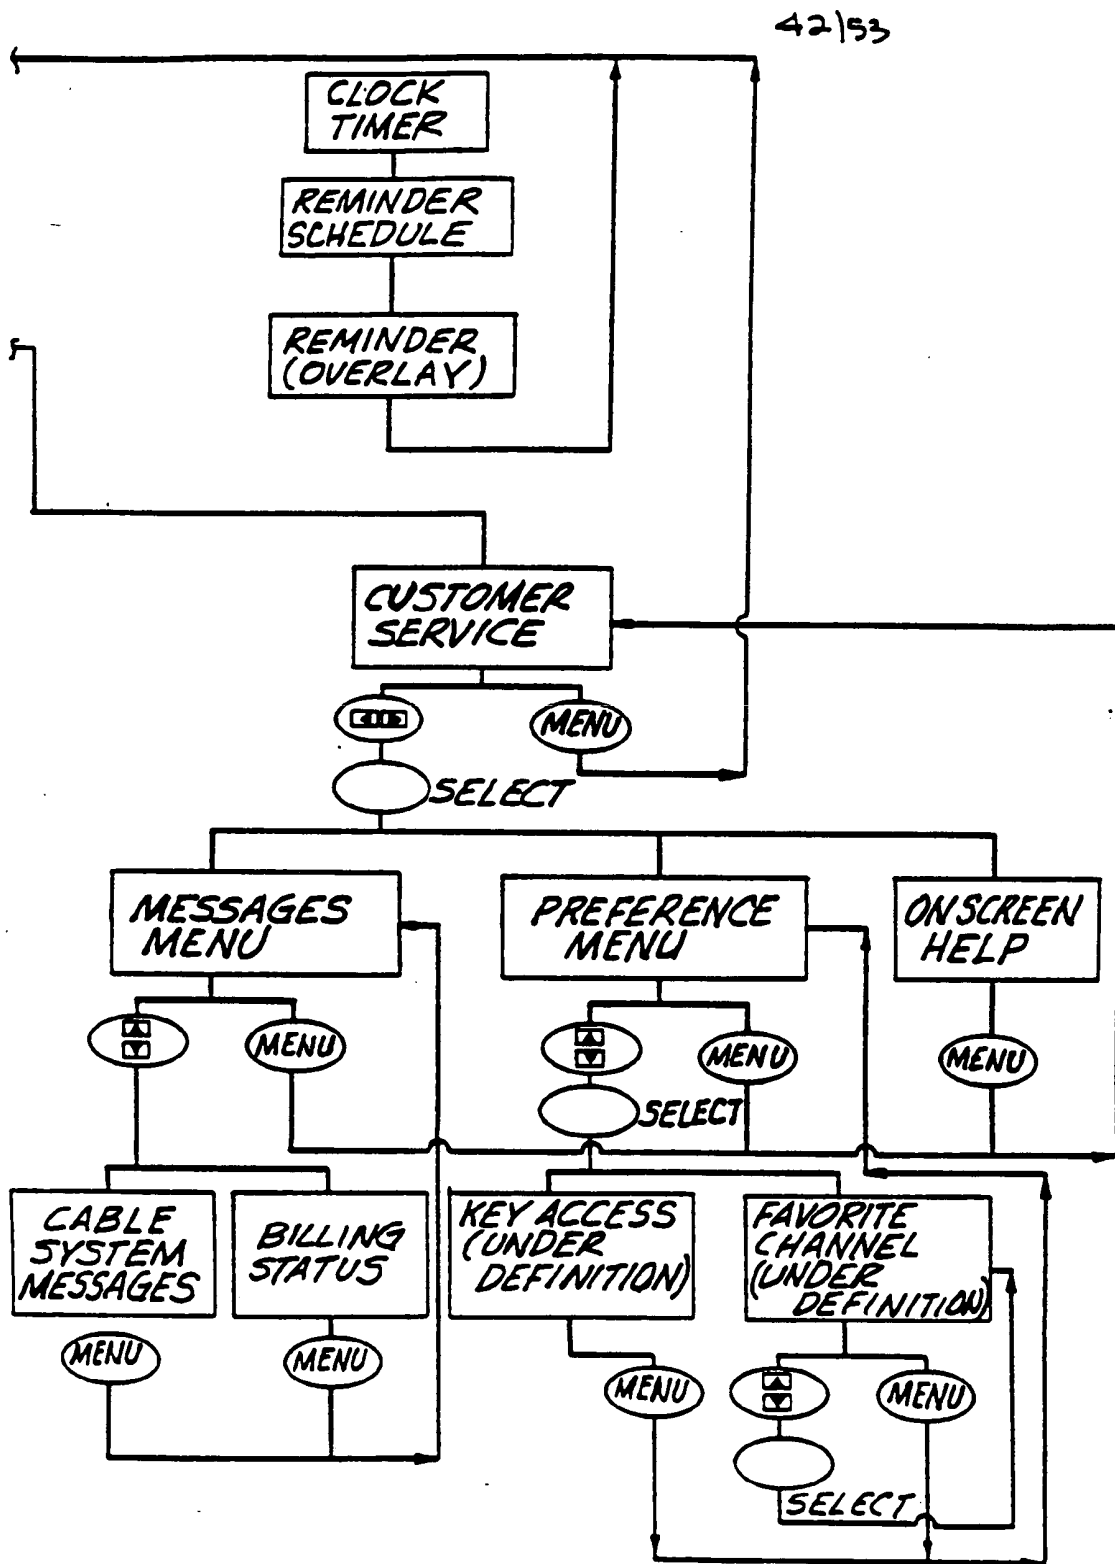 42/53
CLOCK
TIMER
REMINDER
SCHEDULE
REMINDER
(OVERLAY)
CUSTOMER
SERVICE
MENU
SELECT
MESSAGES
MENU
PREFERENCE
MENU
ON SCREEN
HELP
MENU
MENU
MENU
SELECT
CABLE
SYSTEM
MESSAGES
BILLING
STATUS
KEY ACCESS
(UNDER
DEFINITION)
FAVORITE
CHANNEL
(UNDER
DEFINITION)
MENU
MENU
MENU
MENU
SELECT